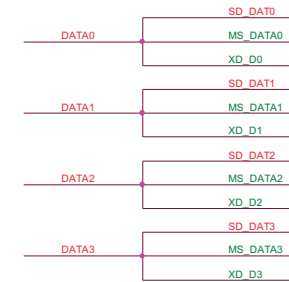 SD_DAT0
DATA0
MS_DATA0
XD_D0
SD_DAT1
DATA1
MS_DATA1
XD_D1
SD_DAT2
DATA2
MS_DATA2
XD_D2
SD_DAT3
DATA3
MS_DATA3
XD_D3